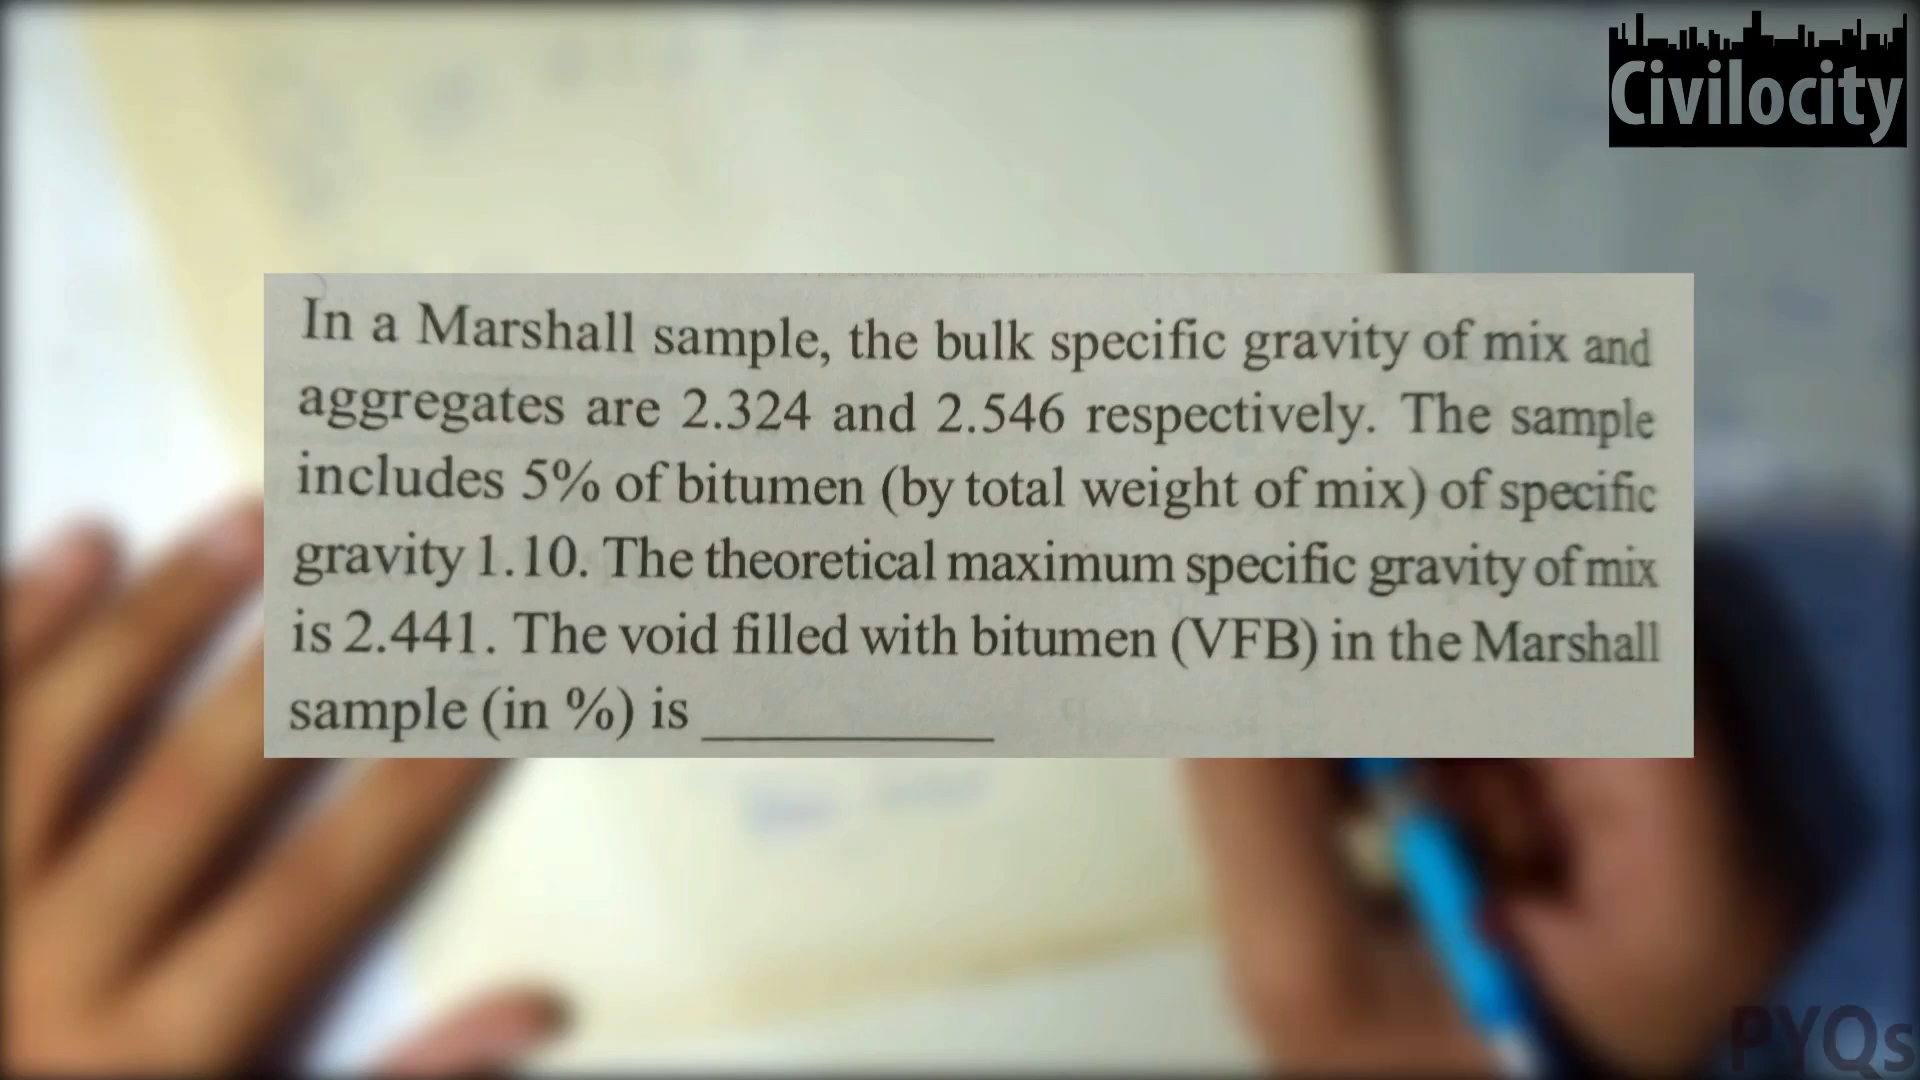 Civilocity
In a Marshall sample, the bulk specific gravity of mix and
aggregates are 2.324 and 2.546 respectively. The sample
includes 5% of bitumen (by total weight of mix) of specific
gravity 1.10. The theoretical maximum specific gravity of mix
is 2.441. The void filled with bitumen (VFB) in the Marshall
sample (in %) is __________
PYQs